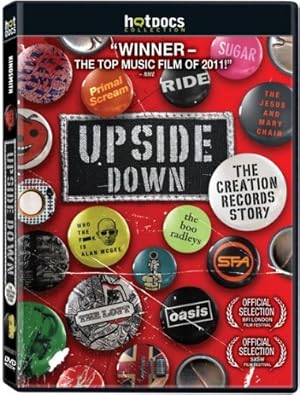 hotdocs
COLLECTION
"WINNER –
THE TOP MUSIC FILM OF 2011!"
– NME
SUGAR
Primal
Scream
RIDE
THE JESUS
AND MARY
CHAIN
UPSIDE
DOWN
THE
CREATION
RECORDS
STORY
WHO
THE
F**K IS
ALAN MCGEE
the
boo
radleys
SFA
THE LOFT
oasis
OFFICIAL
SELECTION
BFI LONDON
FILM FESTIVAL
OFFICIAL
SELECTION
SXSW
FILM FESTIVAL
KINGSMITH
UPSIDE DOWN
DVD